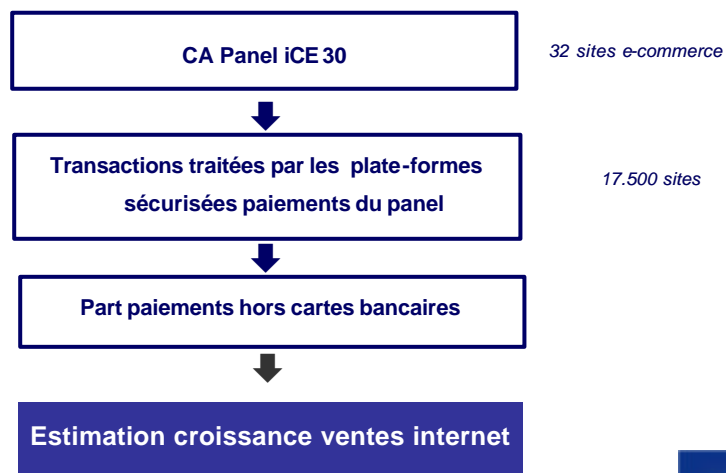 CA Panel iCE 30
32 sites e-commerce
Transactions traitées par les plate-formes
sécurisées paiements du panel
17.500 sites
Part paiements hors cartes bancaires
Estimation croissance ventes internet